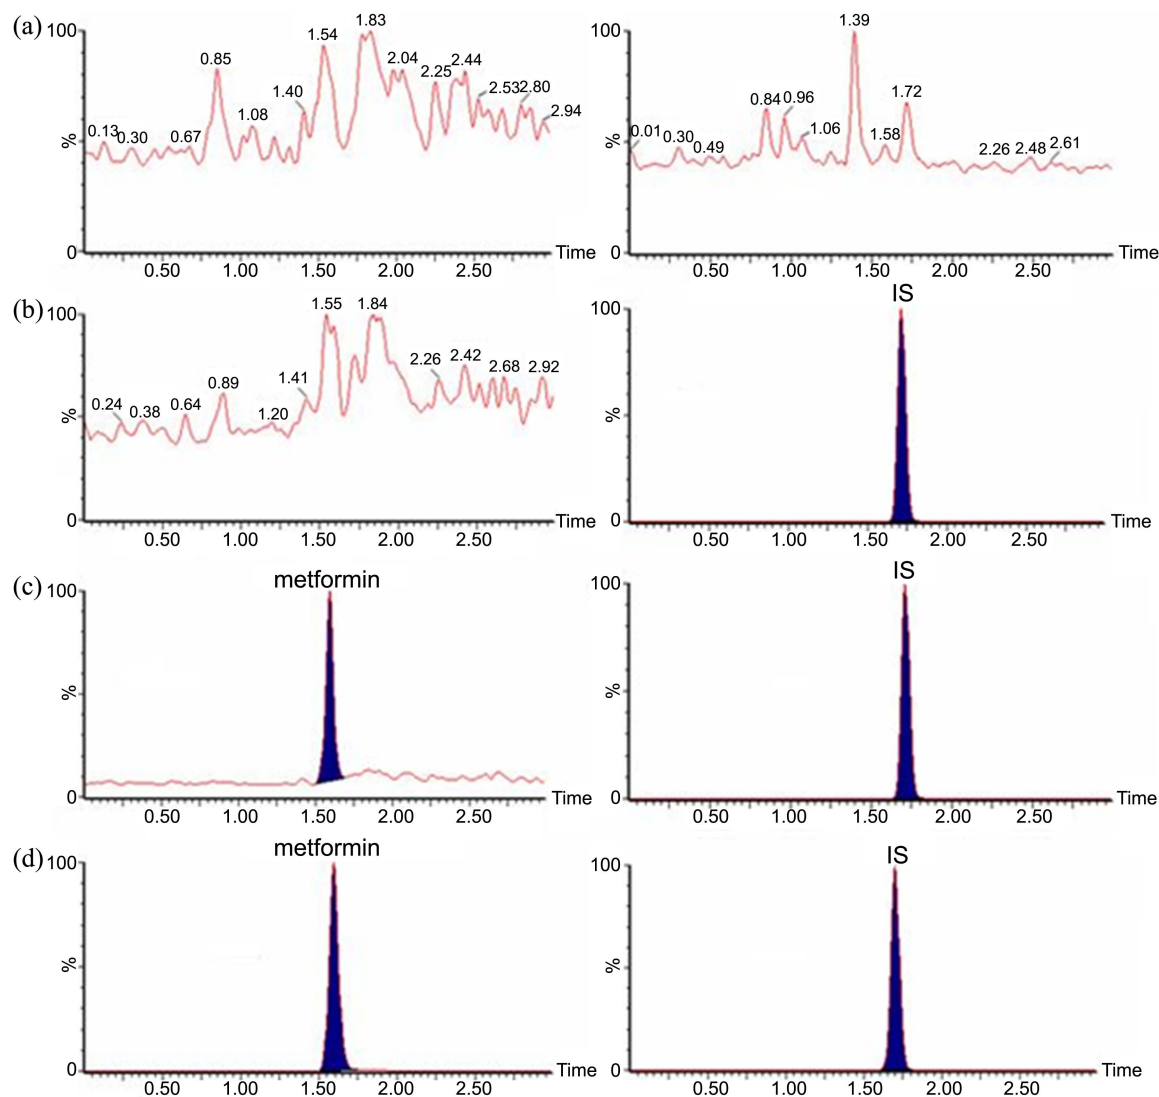 (a)
100
%
0
0.13
0.30
0.67
0.85
1.08
1.40
1.54
1.83
2.04
2.25
2.44
2.53
2.80
2.94
Time
0.50 1.00 1.50 2.00 2.50
100
%
0
0.01
0.30
0.49
0.84
0.96
1.06
1.39
1.58
1.72
2.26
2.48
2.61
Time
0.50 1.00 1.50 2.00 2.50
(b)
100
%
0
0.24
0.38
0.64
0.89
1.20
1.41
1.55
1.84
2.26
2.42
2.68
2.92
Time
0.50 1.00 1.50 2.00 2.50
IS
100
%
0
Time
0.50 1.00 1.50 2.00 2.50
(c)
metformin
100
%
0
Time
0.50 1.00 1.50 2.00 2.50
IS
100
%
0
Time
0.50 1.00 1.50 2.00 2.50
(d)
metformin
100
%
0
Time
0.50 1.00 1.50 2.00 2.50
IS
100
%
0
Time
0.50 1.00 1.50 2.00 2.50